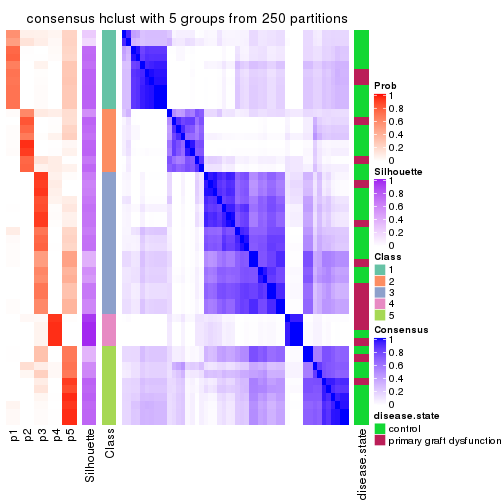 consensus hclust with 5 groups from 250 partitions
Prob
1
0.8
0.6
0.4
0.2
0
Silhouette
1
0.8
0.6
0.4
0.2
0
Class
1
2
3
4
5
Consensus
1
0.8
0.6
0.4
0.2
0
disease.state
control
primary graft dysfunction
p1
p2
p3
p4
p5
Silhouette
Class
disease.state